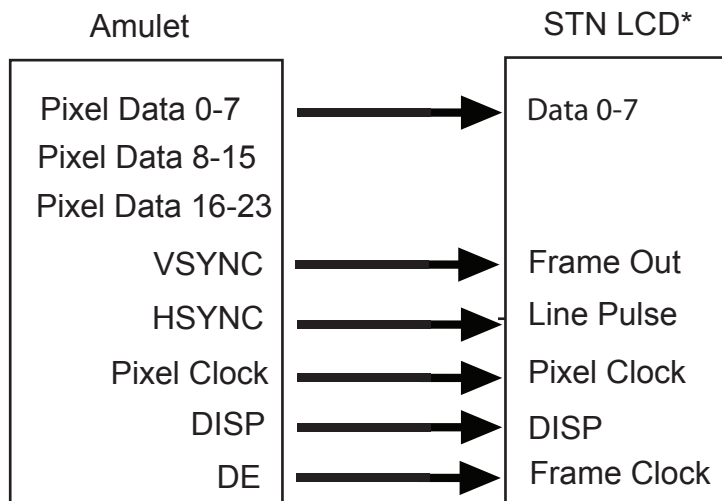 Amulet
STN LCD*
Pixel Data 0-7
Data 0-7
Pixel Data 8-15
Pixel Data 16-23
VSYNC
Frame Out
HSYNC
Line Pulse
Pixel Clock
Pixel Clock
DISP
DISP
DE
Frame Clock